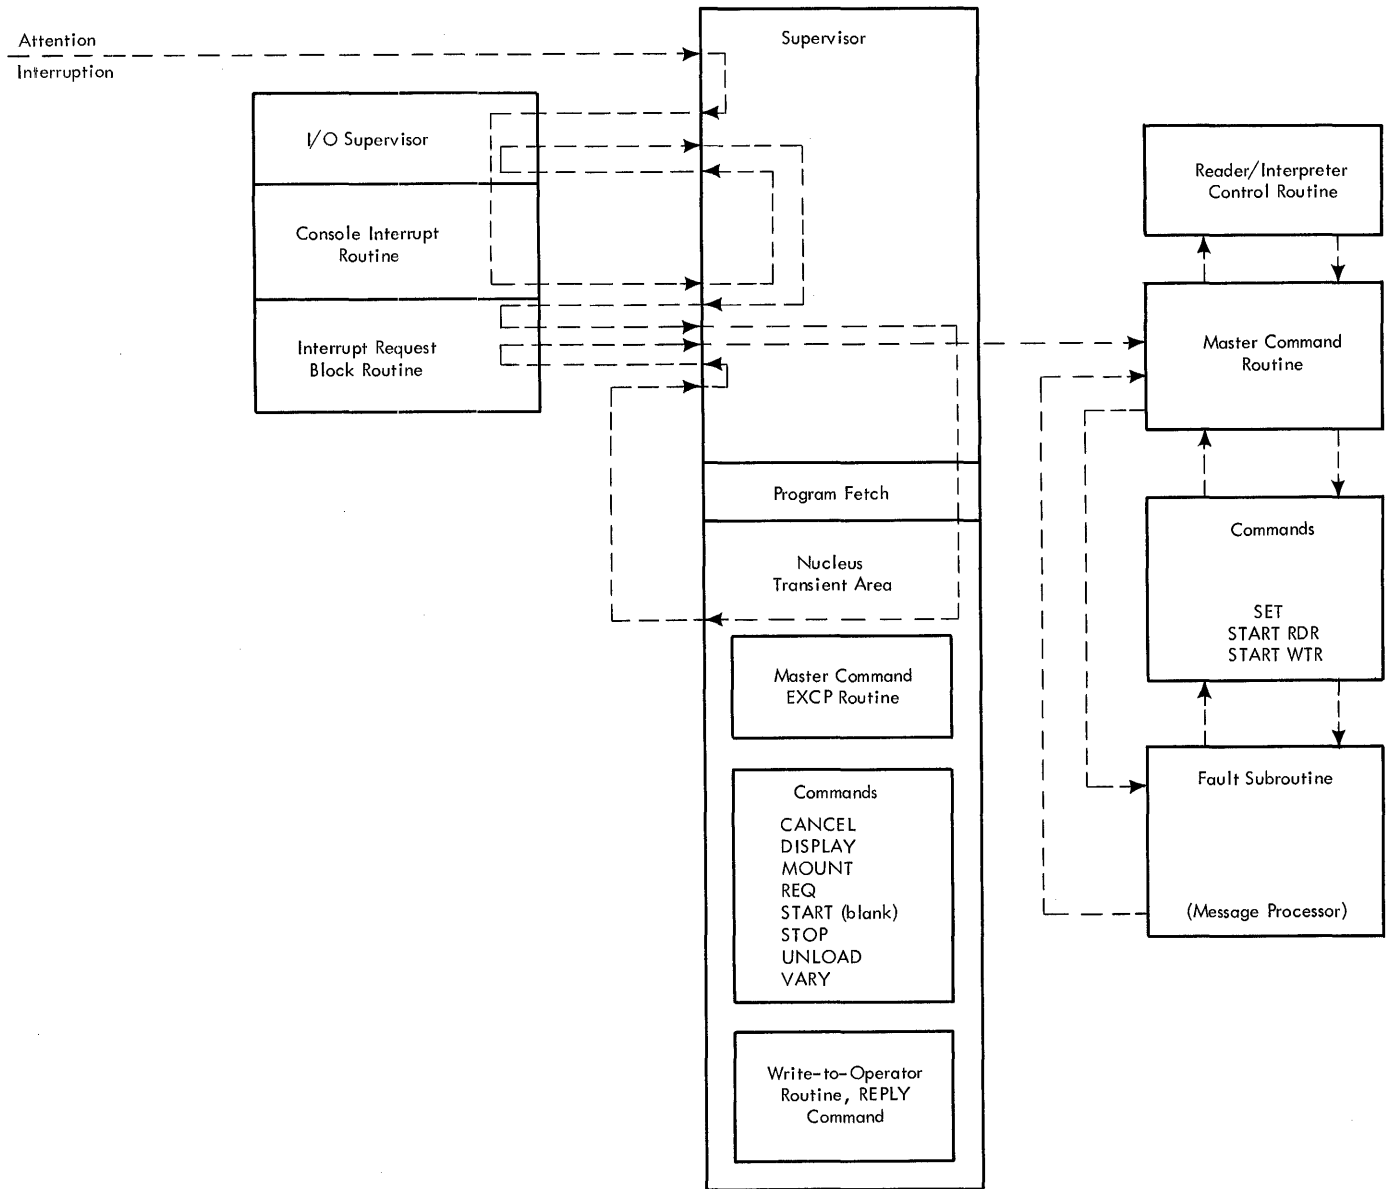 Attention
Interruption
Supervisor
I/O Supervisor
Console Interrupt
Routine
Interrupt Request
Block Routine
Program Fetch
Nucleus
Transient Area
Master Command
EXCP Routine
Commands
CANCEL
DISPLAY
MOUNT
REQ
START (blank)
STOP
UNLOAD
VARY
Write-to-Operator
Routine, REPLY
Command
Reader/Interpreter
Control Routine
Master Command
Routine
Commands
SET
START RDR
START WTR
Fault Subroutine
(Message Processor)